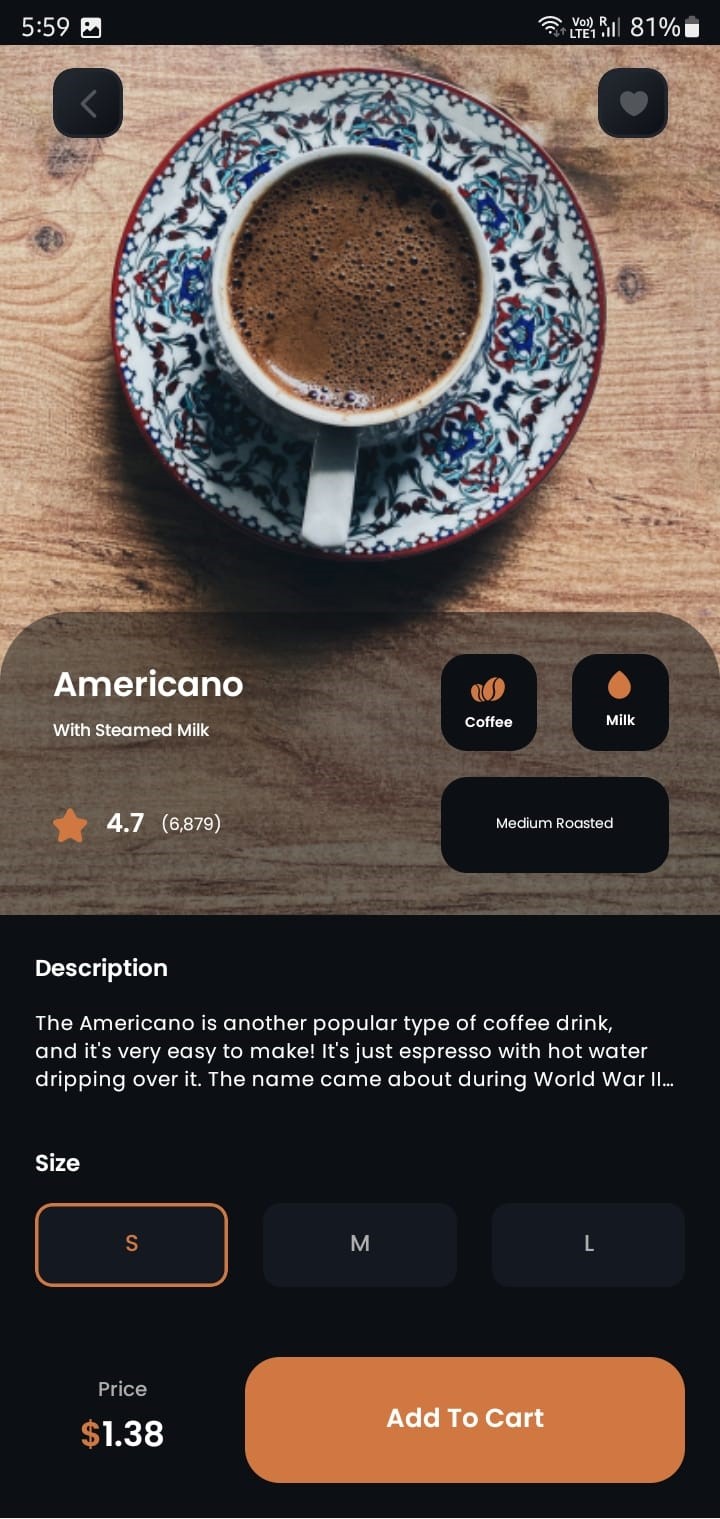 5:59
Vo)) R
LTE1 81%
Americano
With Steamed Milk
Coffee
Milk
4.7 (6,879)
Medium Roasted
Description
The Americano is another popular type of coffee drink,
and it's very easy to make! It's just espresso with hot water
dripping over it. The name came about during World War II...
Size
S
M
L
Price
$1.38
Add To Cart